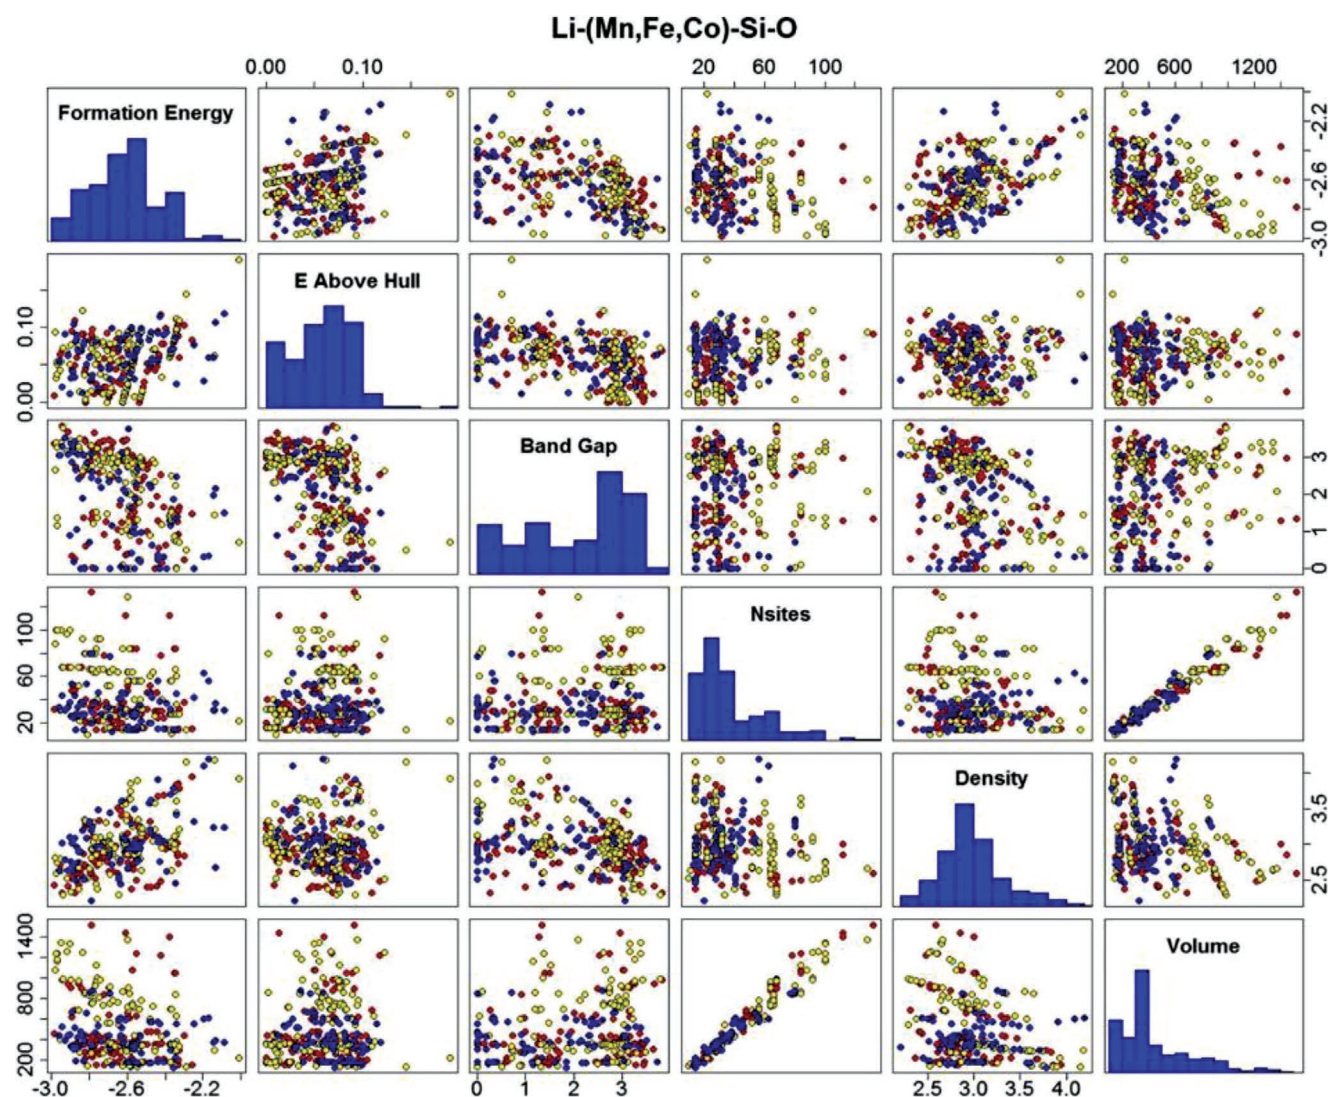 Li-(Mn,Fe,Co)-Si-O
0.00 0.10 20 60 100 200 600 1200
Formation Energy
-2.2
-2.6
-3.0
E Above Hull
0.10
0.00
Band Gap
3
2
1
0
Nsites
100
60
20
Density
3.5
2.5
Volume
1400
800
200
-3.0 -2.6 -2.2 0 1 2 3 2.5 3.0 3.5 4.0